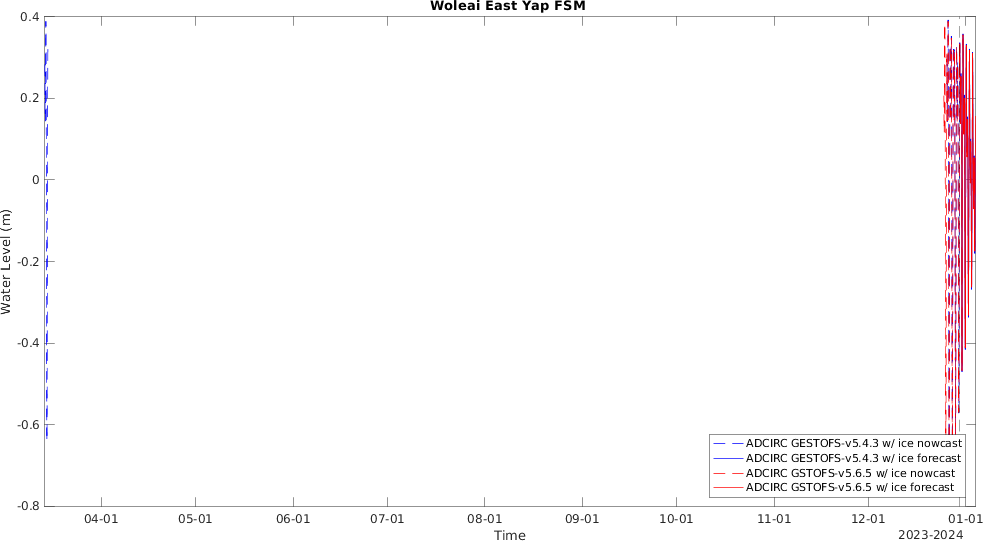 Woleai East Yap FSM
0.4
0.2
0
-0.2
-0.4
-0.6
-0.8
Water Level (m)
ADCIRC GESTOFS-v5.4.3 w/ ice nowcast
ADCIRC GESTOFS-v5.4.3 w/ ice forecast
ADCIRC GSTOFS-v5.6.5 w/ ice nowcast
ADCIRC GSTOFS-v5.6.5 w/ ice forecast
04-01 05-01 06-01 07-01 08-01 09-01 10-01 11-01 12-01 01-01
Time
2023-2024